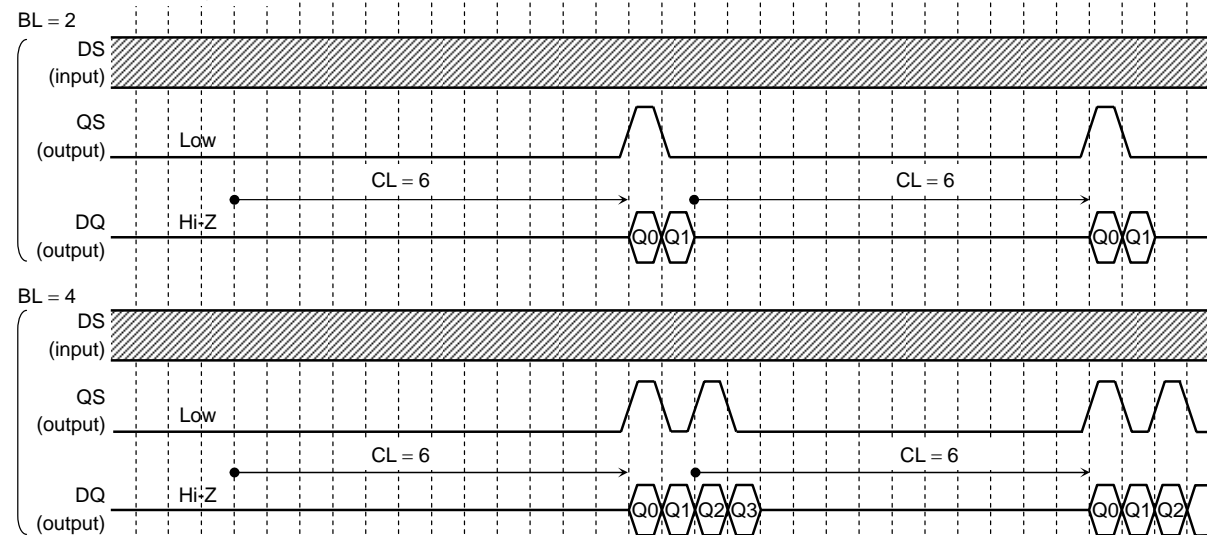 BL = 2
DS
(input)
QS
(output)
Low
CL = 6
CL = 6
DQ
(output)
Hi-Z
Q0 Q1
Q0 Q1
BL = 4
DS
(input)
QS
(output)
Low
CL = 6
CL = 6
DQ
(output)
Hi-Z
Q0 Q1 Q2 Q3
Q0 Q1 Q2